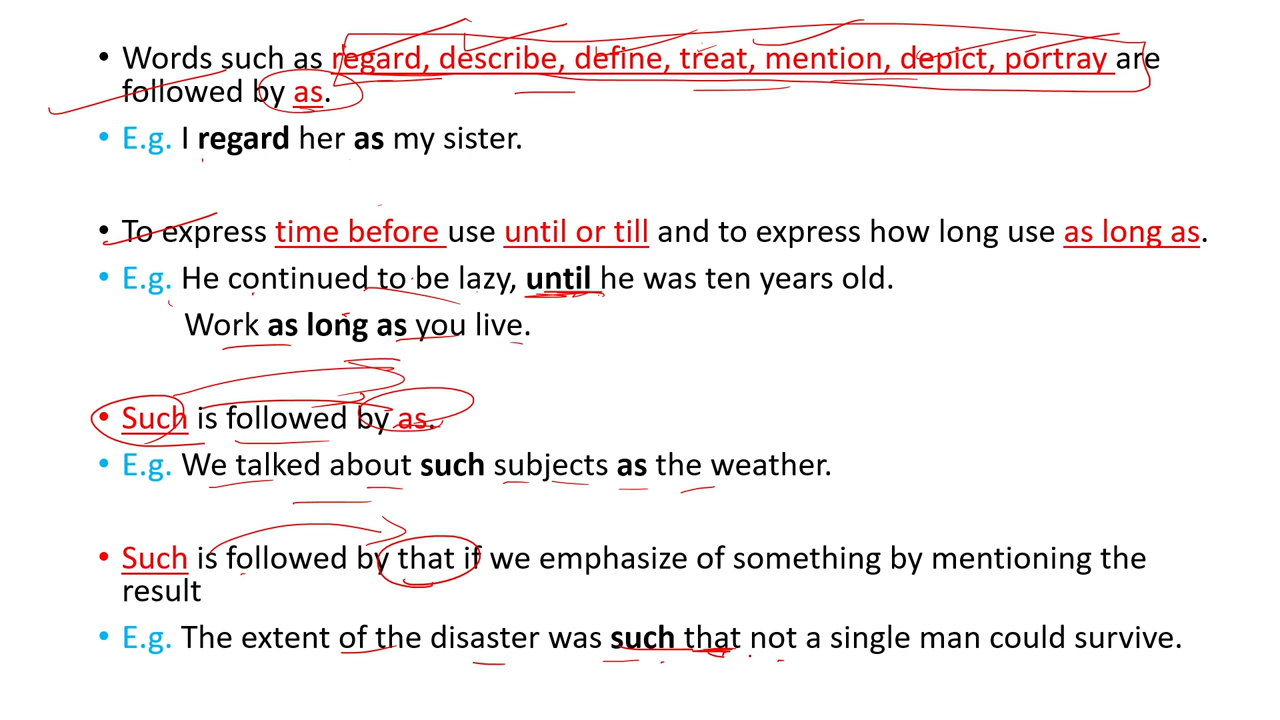 • Words such as regard, describe, define, treat, mention, depict, portray are
followed by as.
• E.g. I regard her as my sister.
• To express time before use until or till and to express how long use as long as.
• E.g. He continued to be lazy, until he was ten years old.
Work as long as you live.
• Such is followed by as.
• E.g. We talked about such subjects as the weather.
• Such is followed by that if we emphasize of something by mentioning the
result
• E.g. The extent of the disaster was such that not a single man could survive.